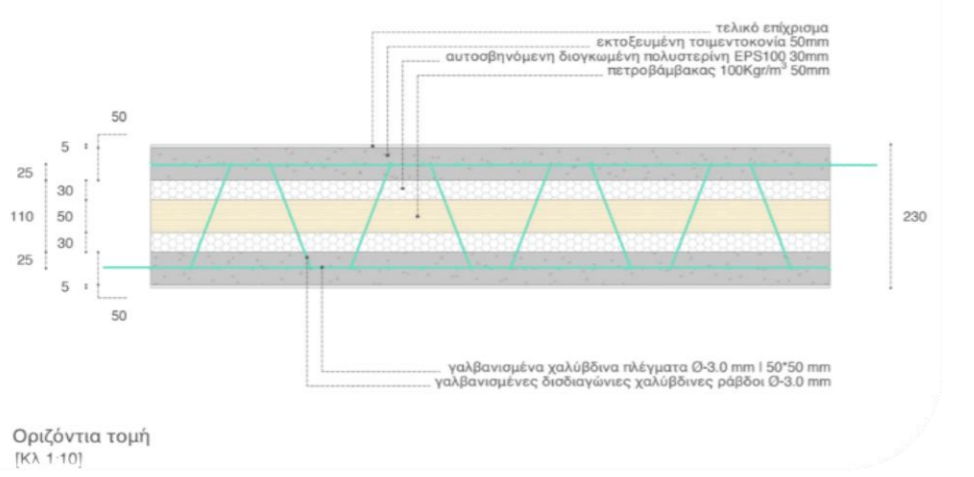 τελικό επίχρισμα
εκτοξευμένη τσιμεντοκονία 50mm
αυτοσβηνόμενη διογκωμένη πολυστερίνη EPS100 30mm
πετροβάμβακας 100Kgr/m³ 50mm
50
5
25
30
110
50
230
30
25
5
50
γαλβανισμένα χαλύβδινα πλέγματα Ø-3.0 mm | 50*50 mm
γαλβανισμένες δισδιαγώνιες χαλύβδινες ράβδοι Ø-3.0 mm
Οριζόντια τομή
[Κλ 1:10]